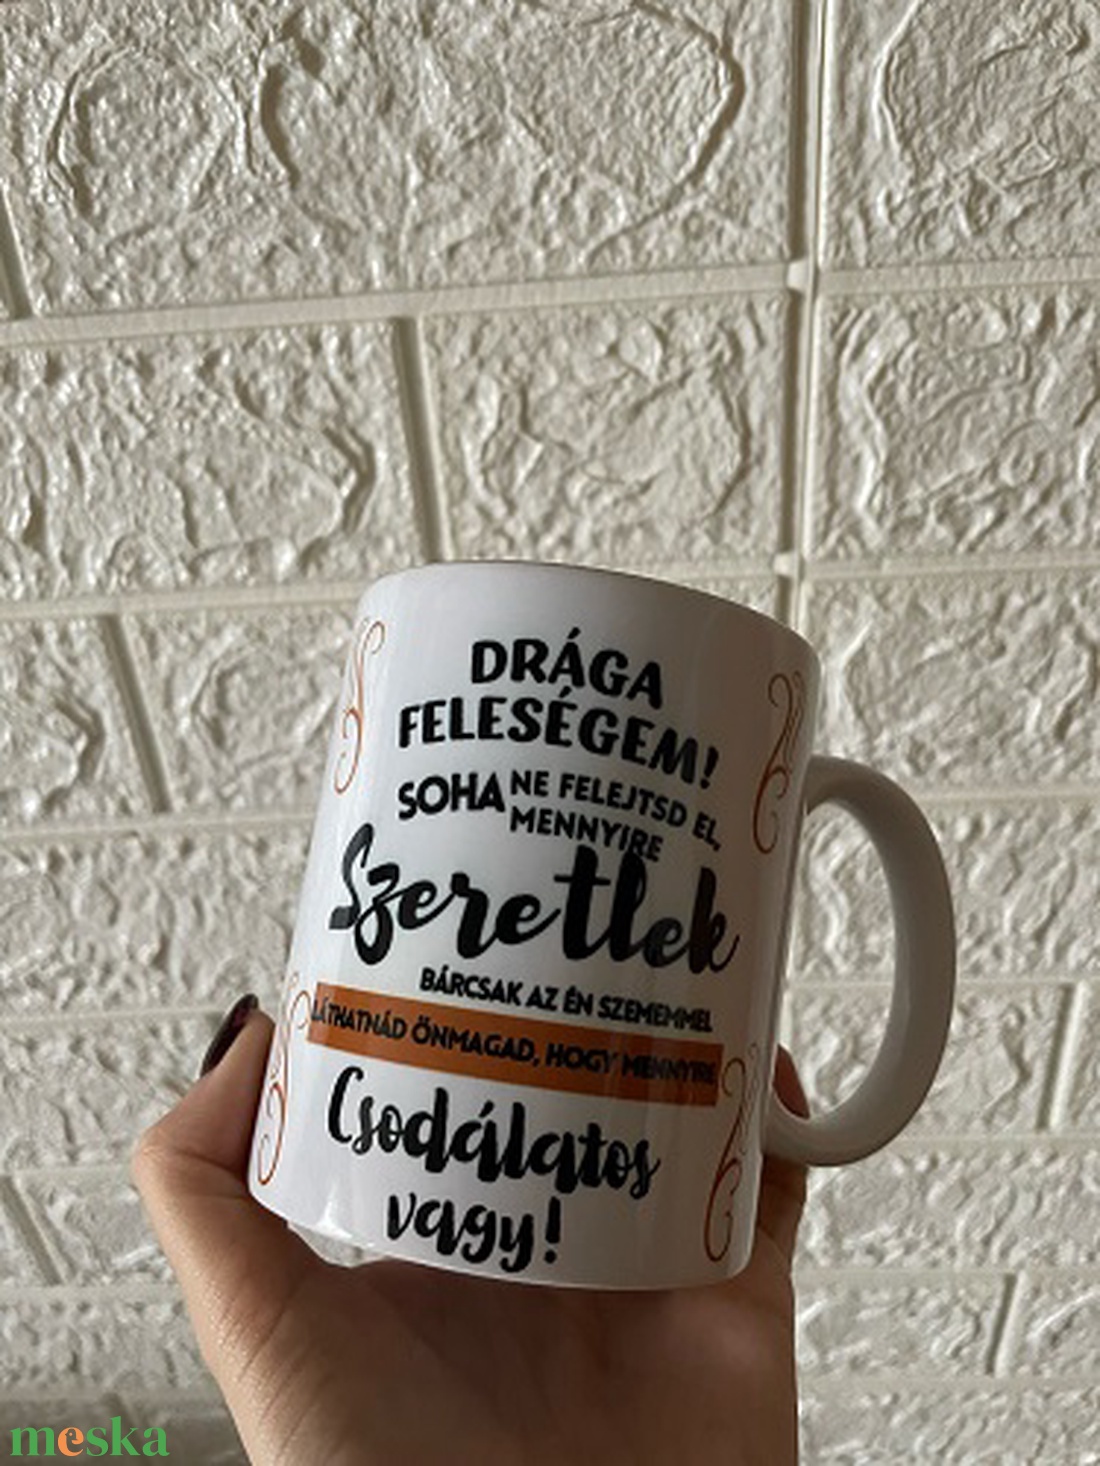 DRÁGA
FELESÉGEM!
SOHA NE FELEJTSD EL,
MENNYIRE
Szeretlek
BÁRCSAK AZ ÉN SZEMEMMEL
LÁTHATNÁD ÖNMAGAD, HOGY MENNYIRE
Csodálatos
vagy!
meska